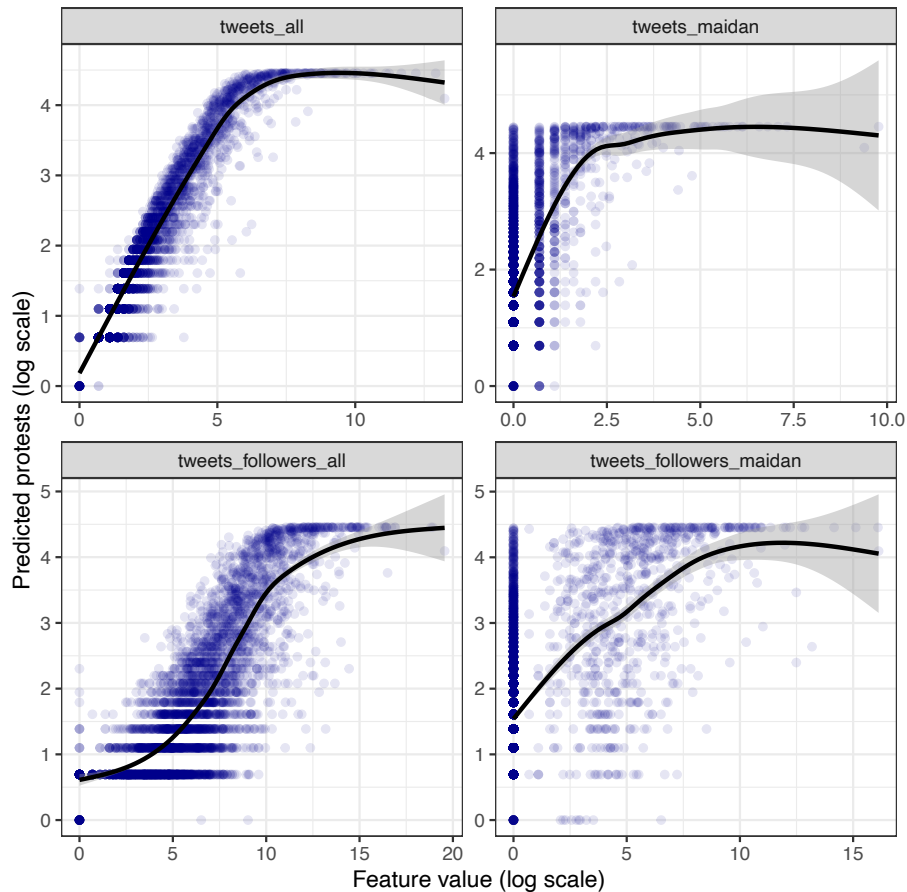 tweets_all
tweets_maidan
4
3
2
1
0
0 5 10
4
2
0
0.0 2.5 5.0 7.5 10.0
tweets_followers_all
tweets_followers_maidan
5
4
3
2
1
0
0 5 10 15 20
5
4
3
2
1
0
0 5 10 15
Predicted protests (log scale)
Feature value (log scale)